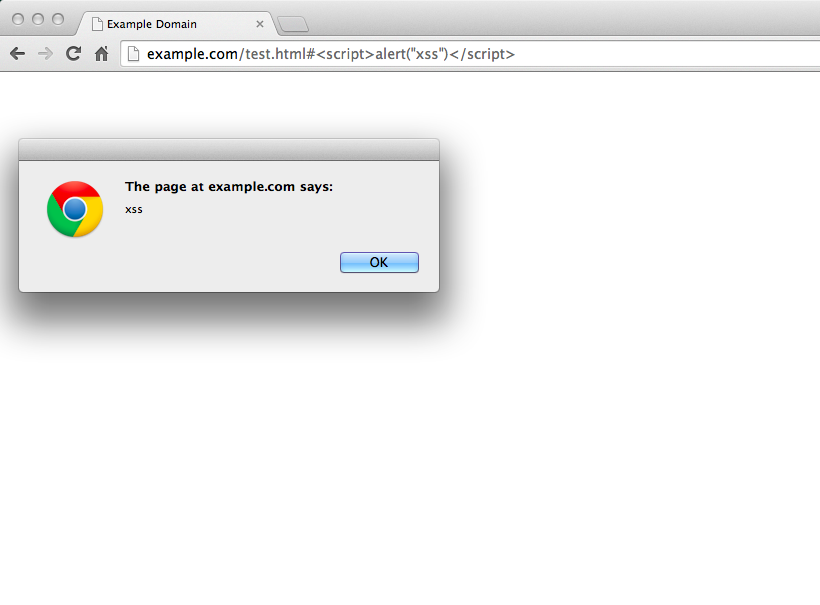 Example Domain
example.com/test.html#<script>alert("xss")</script>
The page at example.com says:
xss
OK